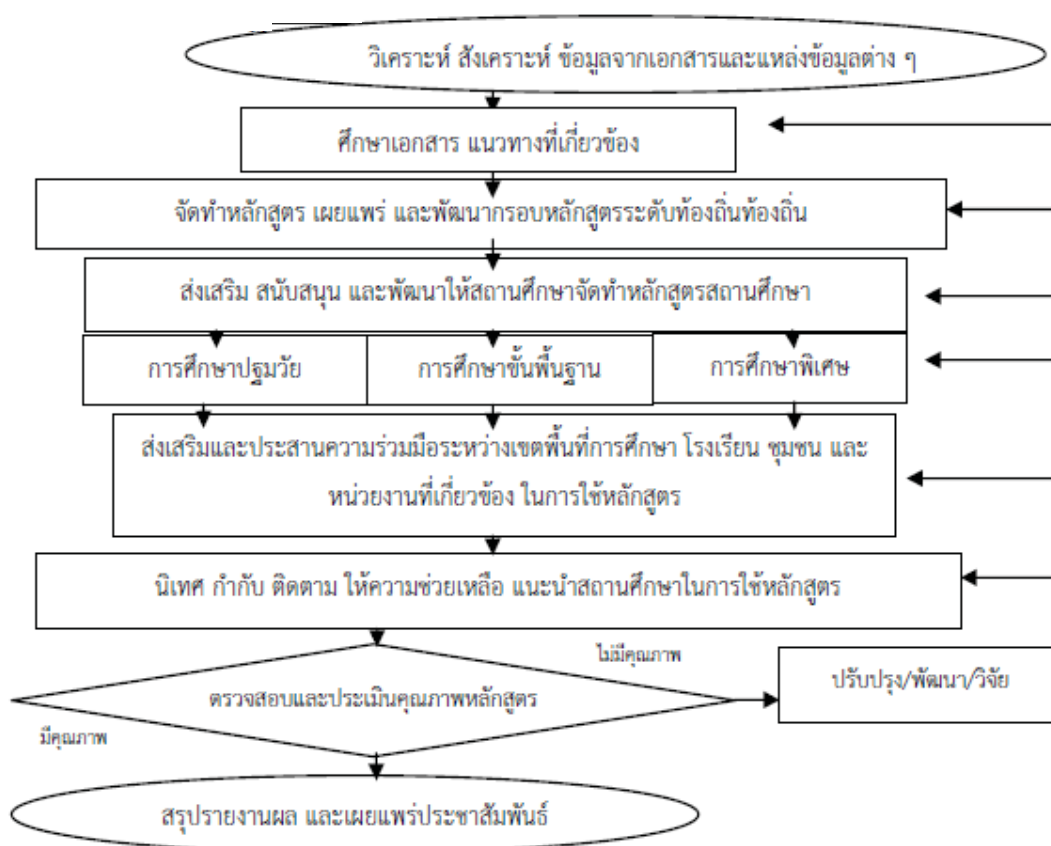 วิเคราะห์ สังเคราะห์ ข้อมูลจากเอกสารและแหล่งข้อมูลต่าง ๆ
ศึกษาเอกสาร แนวทางที่เกี่ยวข้อง
จัดทำหลักสูตร เผยแพร่ และพัฒนากรอบหลักสูตรระดับท้องถิ่นท้องถิ่น
ส่งเสริม สนับสนุน และพัฒนาให้สถานศึกษาจัดทำหลักสูตรสถานศึกษา
การศึกษาปฐมวัย
การศึกษาขั้นพื้นฐาน
การศึกษาพิเศษ
ส่งเสริมและประสานความร่วมมือระหว่างเขตพื้นที่การศึกษา โรงเรียน ชุมชน และ
หน่วยงานที่เกี่ยวข้อง ในการใช้หลักสูตร
นิเทศ กำกับ ติดตาม ให้ความช่วยเหลือ แนะนำสถานศึกษาในการใช้หลักสูตร
ไม่มีคุณภาพ
ตรวจสอบและประเมินคุณภาพหลักสูตร
ปรับปรุง/พัฒนา/วิจัย
มีคุณภาพ
สรุปรายงานผล และเผยแพร่ประชาสัมพันธ์